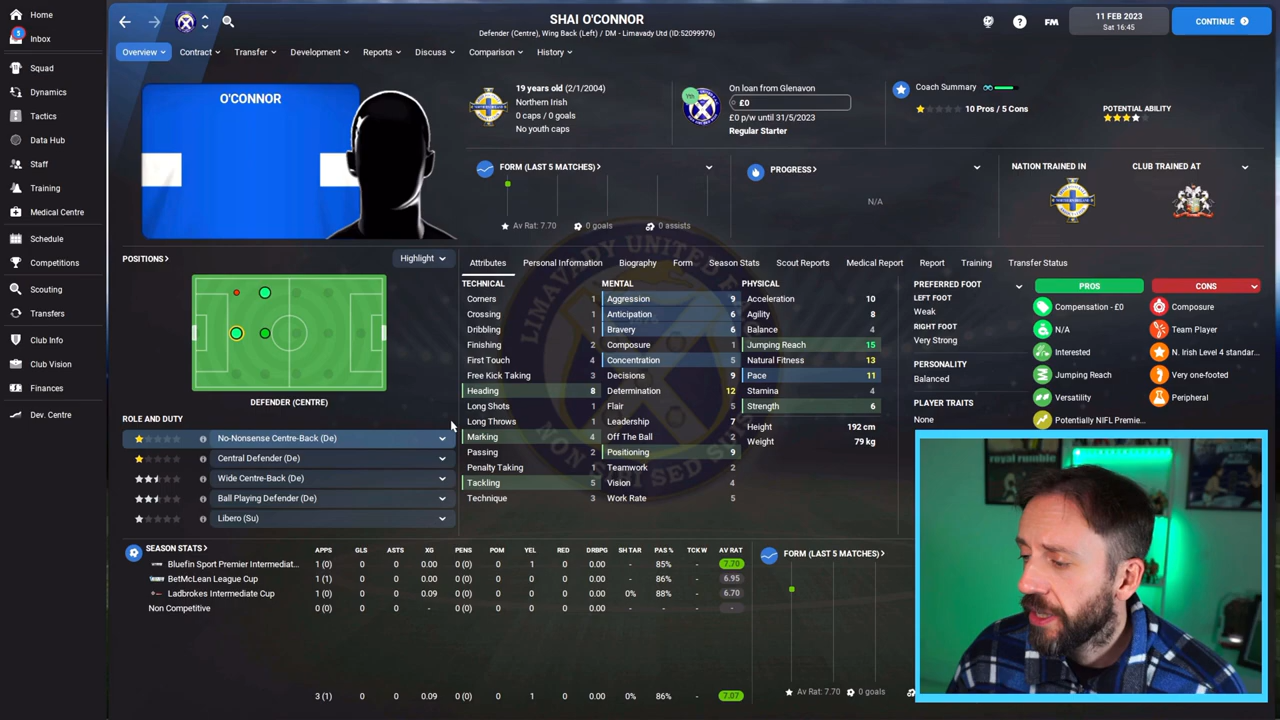 Home
5
Inbox
Squad
Dynamics
Tactics
Data Hub
Staff
Training
Medical Centre
Schedule
Competitions
Scouting
Transfers
Club Info
Club Vision
Finances
Dev. Centre
SHAI O'CONNOR
Defender (Centre), Wing Back (Left) / DM - Limavady Utd (ID:52099976)
FM
11 FEB 2023
Sat 16:45
CONTINUE
Overview
Contract
Transfer
Development
Reports
Discuss
Comparison
History
O'CONNOR
19 years old (2/1/2004)
Northern Irish
0 caps / 0 goals
No youth caps
On loan from Glenavon
£0
£0 p/w until 31/5/2023
Regular Starter
Coach Summary
10 Pros / 5 Cons
POTENTIAL ABILITY
FORM (LAST 5 MATCHES)
Av Rat: 7.70
0 goals
0 assists
PROGRESS
N/A
NATION TRAINED IN
CLUB TRAINED AT
POSITIONS
Highlight
DEFENDER (CENTRE)
ROLE AND DUTY
No-Nonsense Centre-Back (De)
Central Defender (De)
Wide Centre-Back (De)
Ball Playing Defender (De)
Libero (Su)
Attributes
Personal Information
Biography
Form
Season Stats
Scout Reports
Medical Report
Report
Training
Transfer Status
TECHNICAL
Corners 1
Crossing 1
Dribbling 1
Finishing 2
First Touch 4
Free Kick Taking 3
Heading 8
Long Shots 1
Long Throws 1
Marking 4
Passing 2
Penalty Taking 1
Tackling 5
Technique 3
MENTAL
Aggression 9
Anticipation 6
Bravery 6
Composure 1
Concentration 5
Decisions 9
Determination 12
Flair 5
Leadership 7
Off The Ball 2
Positioning 9
Teamwork 2
Vision 4
Work Rate 5
PHYSICAL
Acceleration 10
Agility 8
Balance 4
Jumping Reach 15
Natural Fitness 13
Pace 11
Stamina 4
Strength 6
Height 192 cm
Weight 79 kg
PREFERRED FOOT
LEFT FOOT
Weak
RIGHT FOOT
Very Strong
PERSONALITY
Balanced
PLAYER TRAITS
None
PROS
Compensation - £0
N/A
Interested
Jumping Reach
Versatility
Potentially NIFL Premie...
CONS
Composure
Team Player
N. Irish Level 4 standar...
Very one-footed
Peripheral
SEASON STATS
APPS GLS ASTS XG PENS POM YEL RED DRBPG SH TAR PAS % TCK W AV RAT
Bluefin Sport Premier Intermediat... 1 (0) 0 0 0.00 0 (0) 0 1 0 0.00 - 85% - 7.70
BetMcLean League Cup 1 (1) 0 0 0.00 0 (0) 0 0 0 0.00 - 86% - 6.95
Ladbrokes Intermediate Cup 1 (0) 0 0 0.09 0 (0) 0 0 0 0.00 0% 88% - 6.70
Non Competitive 0 (0) 0 0 - 0 (0) 0 0 0 0.00 - - - -
3 (1) 0 0 0.09 0 (0) 0 1 0 0.00 0% 86% - 7.07
FORM (LAST 5 MATCHES)
Av Rat: 7.70
0 goals
royal rumble